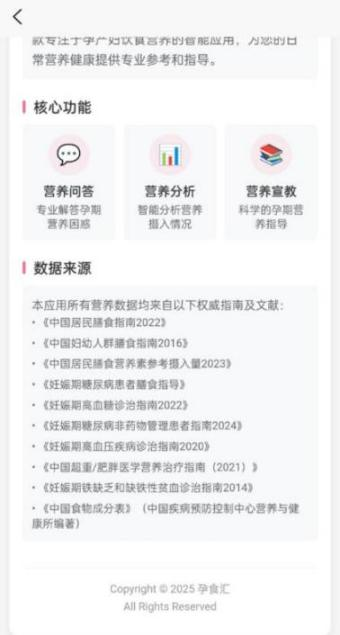 款专注于孕产妇饮食营养的智能应用，为您的日
常营养健康提供专业参考和指导。
核心功能
营养问答
营养分析
营养宣教
专业解答孕期
营养困惑
智能分析营养
摄入情况
科学的孕期营
养指导
数据来源
本应用所有营养数据均来自以下权威指南及文献：
• 《中国居民膳食指南2022》
• 《中国妇幼人群膳食指南2016》
• 《中国居民膳食营养素参考摄入量2023》
• 《妊娠期糖尿病患者膳食指导》
• 《妊娠期高血糖诊治指南2022》
• 《妊娠期糖尿病非药物管理患者指南2024》
• 《妊娠期高血压疾病诊治指南2020》
• 《中国超重/肥胖医学营养治疗指南（2021）》
• 《妊娠期铁缺乏和缺铁性贫血诊治指南2014》
• 《中国食物成分表》（中国疾病预防控制中心营养与健
康所编著）
Copyright © 2025 孕食汇
All Rights Reserved